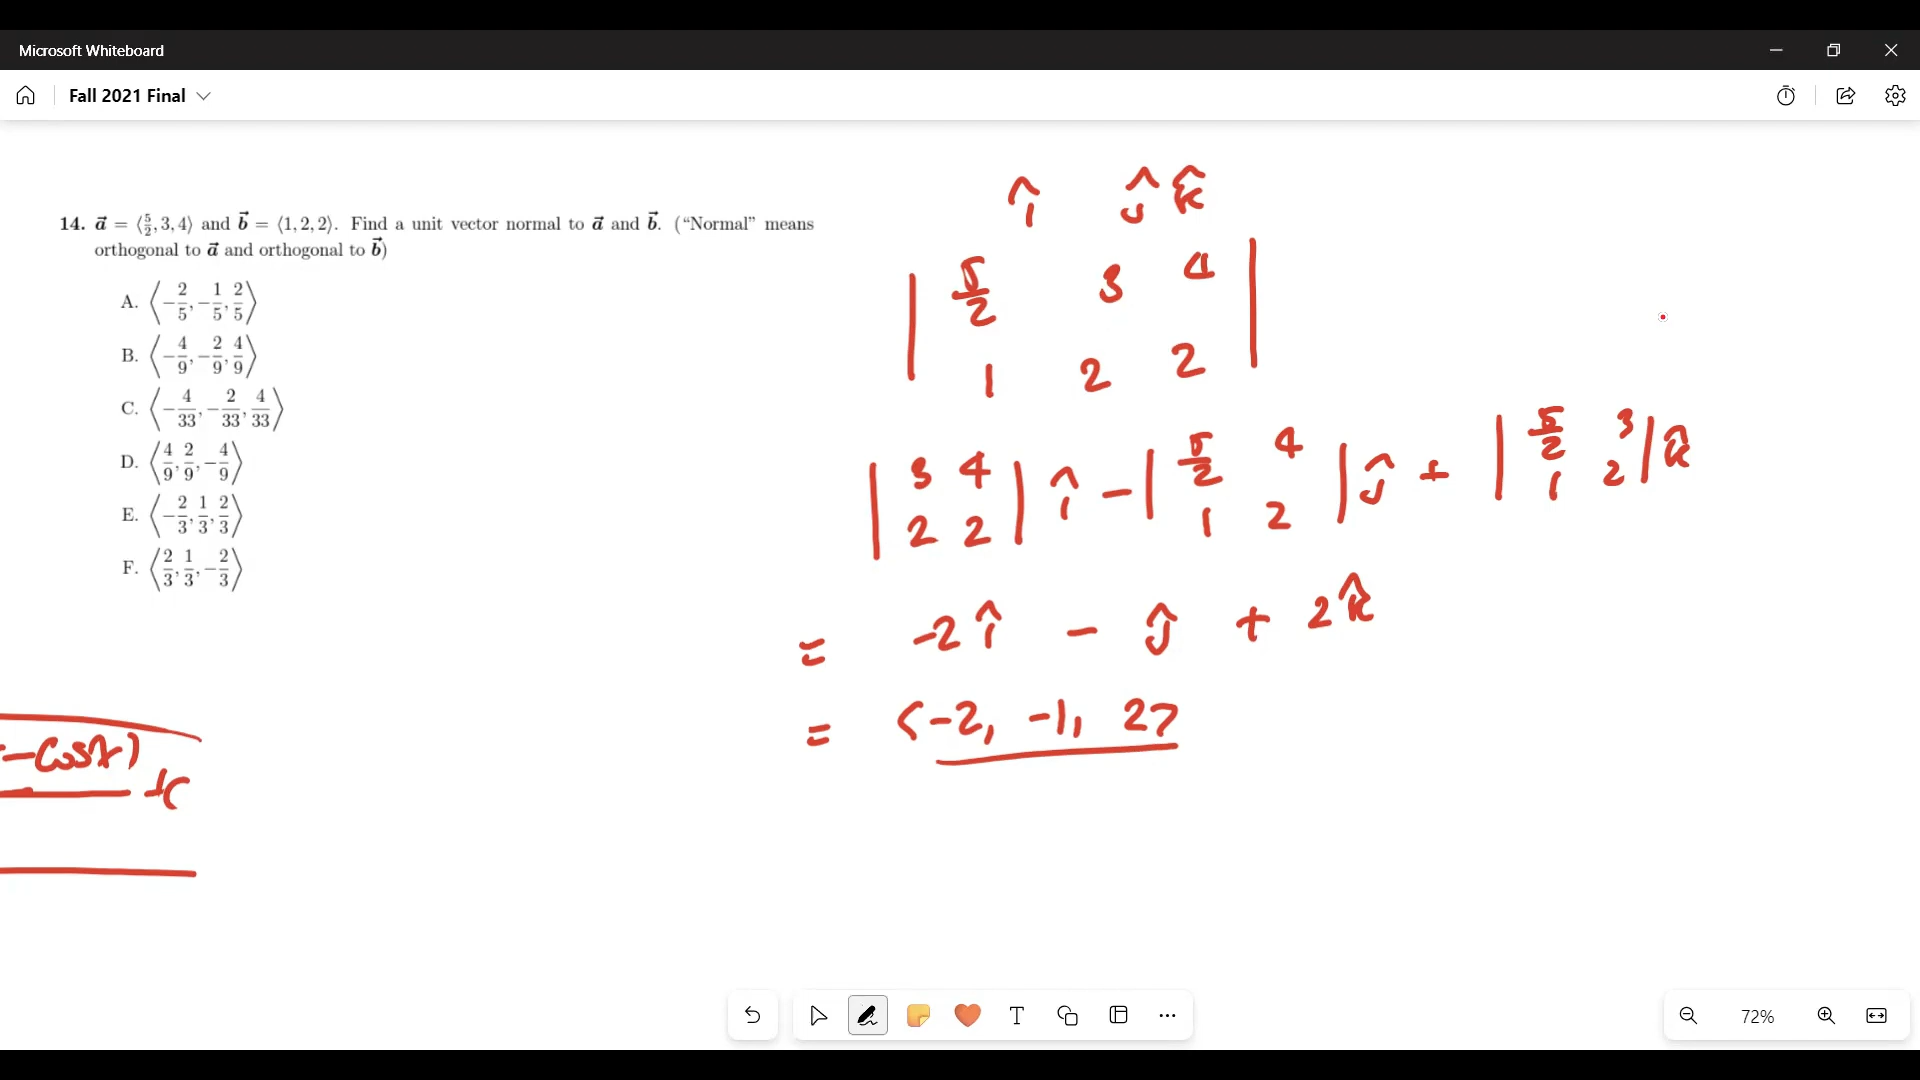 Microsoft Whiteboard
Fall 2021 Final
14. a⃗ = ⟨5/2, 3, 4⟩ and b⃗ = ⟨1, 2, 2⟩. Find a unit vector normal to a⃗ and b⃗. (“Normal” means
orthogonal to a⃗ and orthogonal to b⃗)
A. ⟨−2/5, −1/5, 2/5⟩
B. ⟨−4/9, −2/9, 4/9⟩
C. ⟨−4/33, −2/33, 4/33⟩
D. ⟨4/9, 2/9, −4/9⟩
E. ⟨−2/3, 1/3, 2/3⟩
F. ⟨2/3, 1/3, −2/3⟩
î ĵ k̂
| 5/2 3 4 |
| 1 2 2 |
| 3 4 | î − | 5/2 4 | ĵ + | 5/2 3 | k̂
| 2 2 | | 1 2 | | 1 2 |
= -2î − ĵ + 2k̂
= ⟨-2, -1, 2⟩
−cosx)
+c
72%